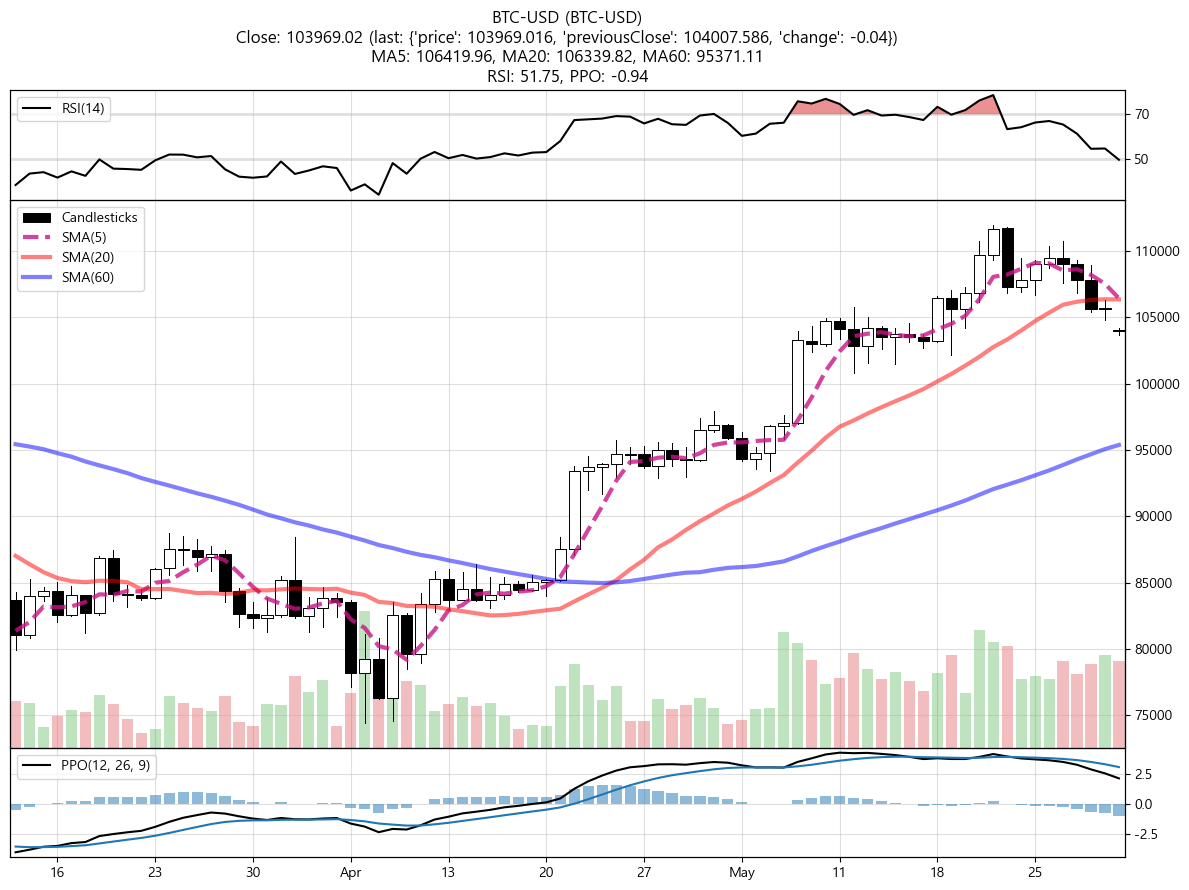 BTC-USD (BTC-USD)
Close: 103969.02 (last: {'price': 103969.016, 'previousClose': 104007.586, 'change': -0.04})
MA5: 106419.96, MA20: 106339.82, MA60: 95371.11
RSI: 51.75, PPO: -0.94
RSI(14)
70
50
Candlesticks
SMA(5)
SMA(20)
SMA(60)
110000
105000
100000
95000
90000
85000
80000
75000
PPO(12, 26, 9)
2.5
0.0
-2.5
16 23 30 Apr 13 20 27 May 11 18 25